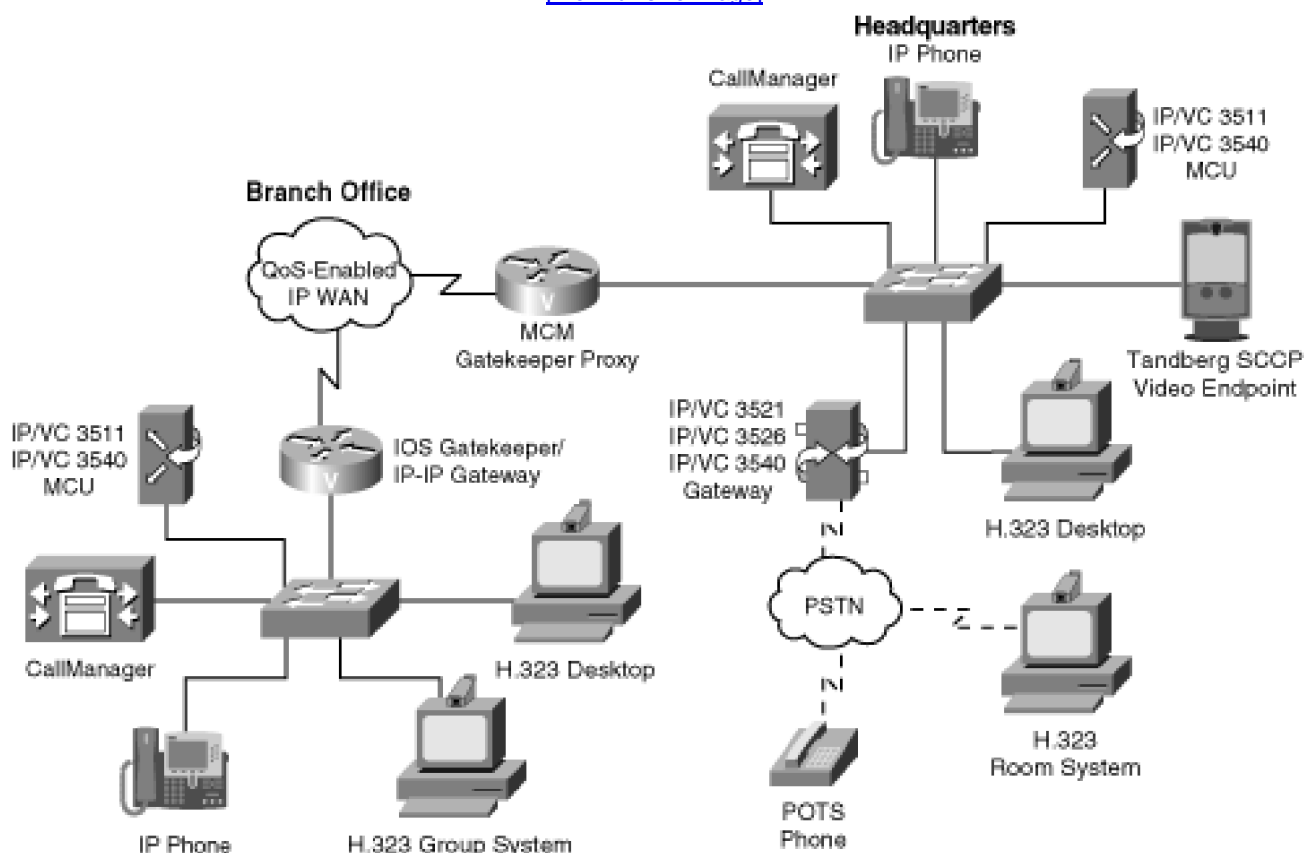 Headquarters
IP Phone
CallManager
IP/VC 3511
IP/VC 3540
MCU
Branch Office
QoS-Enabled
IP WAN
V
MCM
Gatekeeper Proxy
Tandberg SCCP
Video Endpoint
IP/VC 3521
IP/VC 3526
IP/VC 3540
Gateway
H.323 Desktop
IP/VC 3511
IP/VC 3540
MCU
V
IOS Gatekeeper/
IP-IP Gateway
PSTN
CallManager
H.323 Desktop
H.323
Room System
POTS
Phone
IP Phone
H.323 Group System